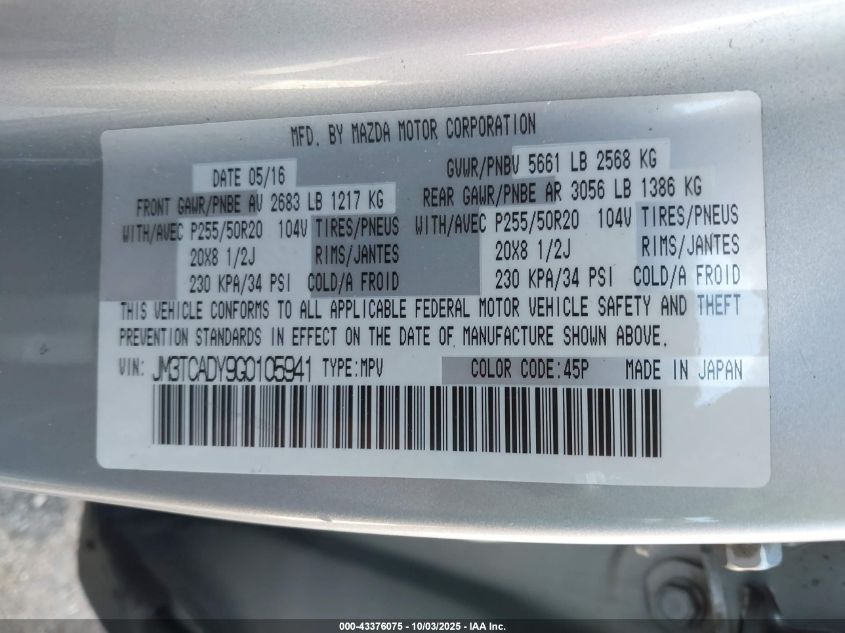 MFD. BY MAZDA MOTOR CORPORATION
DATE 05/16 GVWR/PNBV 5661 LB 2568 KG
FRONT GAWR/PNBE AV 2683 LB 1217 KG REAR GAWR/PNBE AR 3056 LB 1386 KG
WITH/AVEC P255/50R20 104V TIRES/PNEUS WITH/AVEC P255/50R20 104V TIRES/PNEUS
20X8 1/2J RIMS/JANTES 20X8 1/2J RIMS/JANTES
230 KPA/34 PSI COLD/A FROID 230 KPA/34 PSI COLD/A FROID
THIS VEHICLE CONFORMS TO ALL APPLICABLE FEDERAL MOTOR VEHICLE SAFETY AND THEFT
PREVENTION STANDARDS IN EFFECT ON THE DATE OF MANUFACTURE SHOWN ABOVE.
VIN: JM3TCADY9G0105941 TYPE:MPV COLOR CODE:45P MADE IN JAPAN
000-43376075 - 10/03/2025 - IAA Inc.